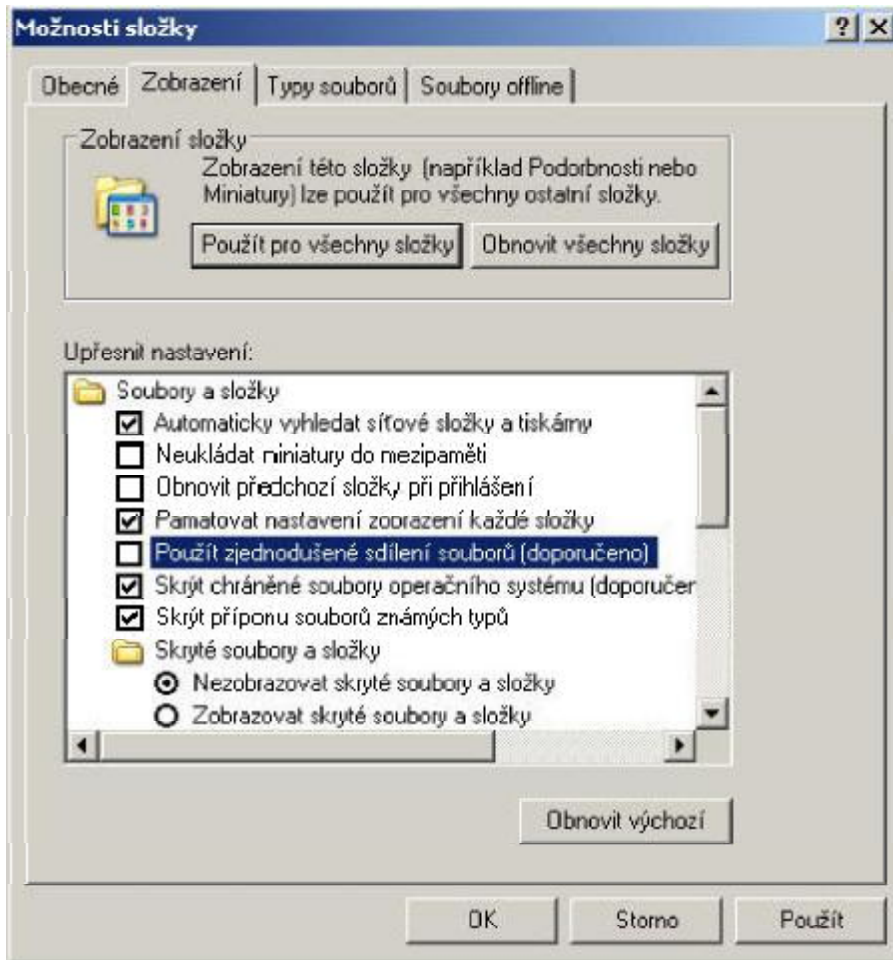 Možnosti složky
Obecné
Zobrazení
Typy souborů
Soubory offline
Zobrazení složky
Zobrazení této složky (například Podorbnosti nebo
Miniatury) lze použít pro všechny ostatní složky.
Použít pro všechny složky
Obnovit všechny složky
Upřesnit nastavení:
Soubory a složky
Automaticky vyhledat síťové složky a tiskárny
Neukládat miniatury do mezipaměti
Obnovit předchozí složky při přihlášení
Pamatovat nastavení zobrazení každé složky
Použít zjednodušené sdílení souborů (doporučeno)
Skrýt chráněné soubory operačního systému (doporučen
Skrýt příponu souborů známých typů
Skryté soubory a složky
Nezobrazovat skryté soubory a složky
Zobrazovat skryté soubory a složky
Obnovit výchozí
OK
Storno
Použít